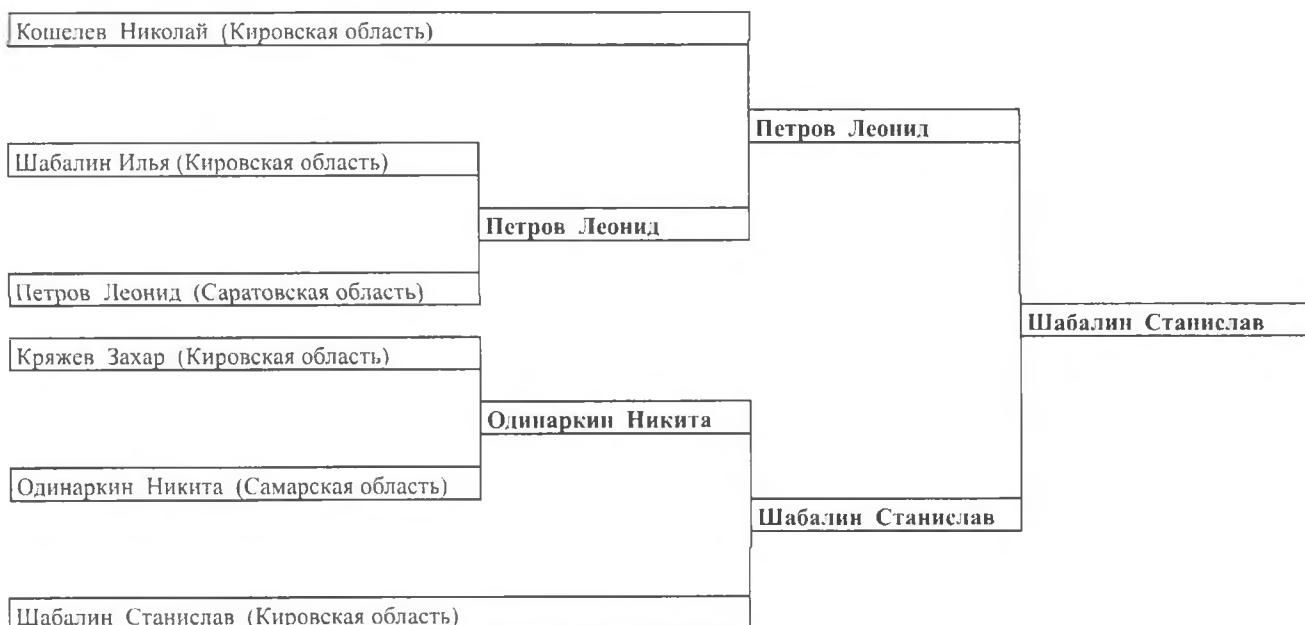 Кошелев Николай (Кировская область)
Петров Леонид
Шабалин Илья (Кировская область)
Петров Леонид
Петров Леонид (Саратовская область)
Шабалин Станислав
Кряжев Захар (Кировская область)
Одинаркин Никита
Одинаркин Никита (Самарская область)
Шабалин Станислав
Шабалин Станислав (Кировская область)